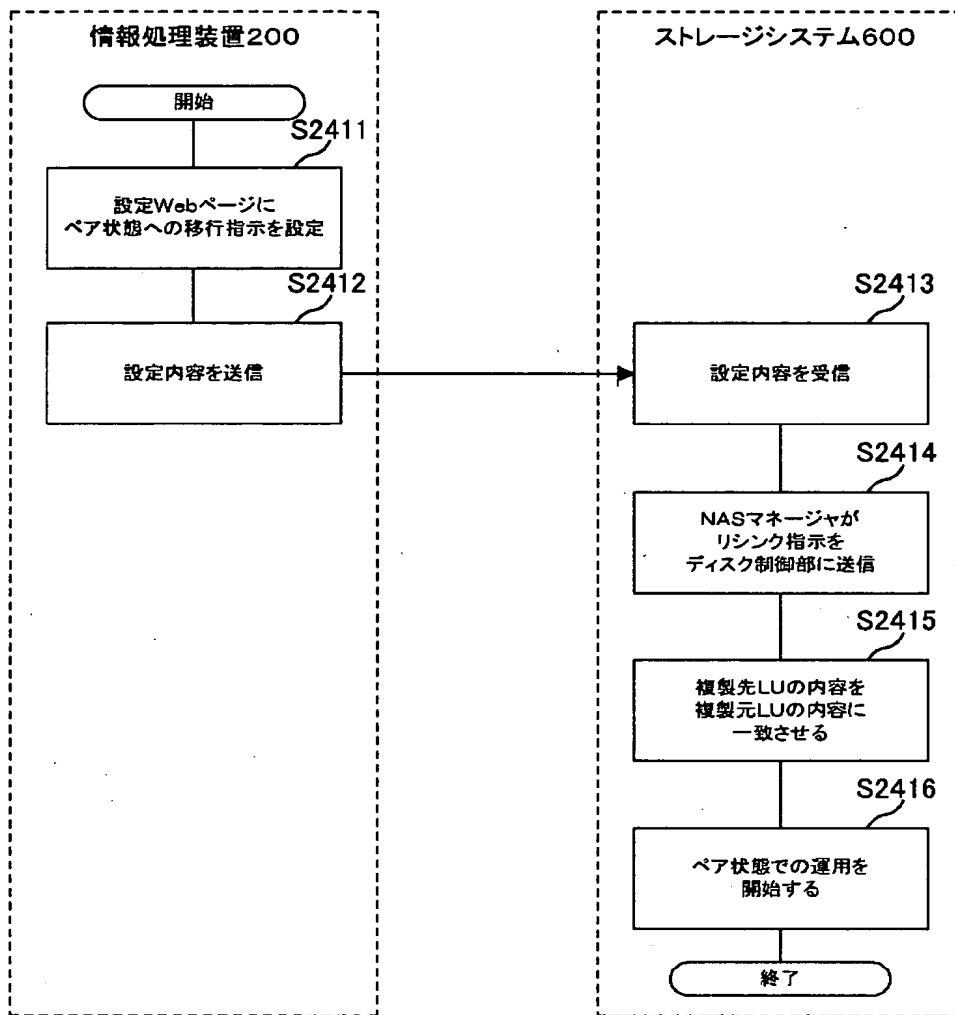 情報処理装置200
開始
S2411
設定Webページに
ペア状態への移行指示を設定
S2412
設定内容を送信
ストレージシステム600
S2413
設定内容を受信
S2414
NASマネージャが
リシンク指示を
ディスク制御部に送信
S2415
複製先LUの内容を
複製元LUの内容に
一致させる
S2416
ペア状態での運用を
開始する
終了